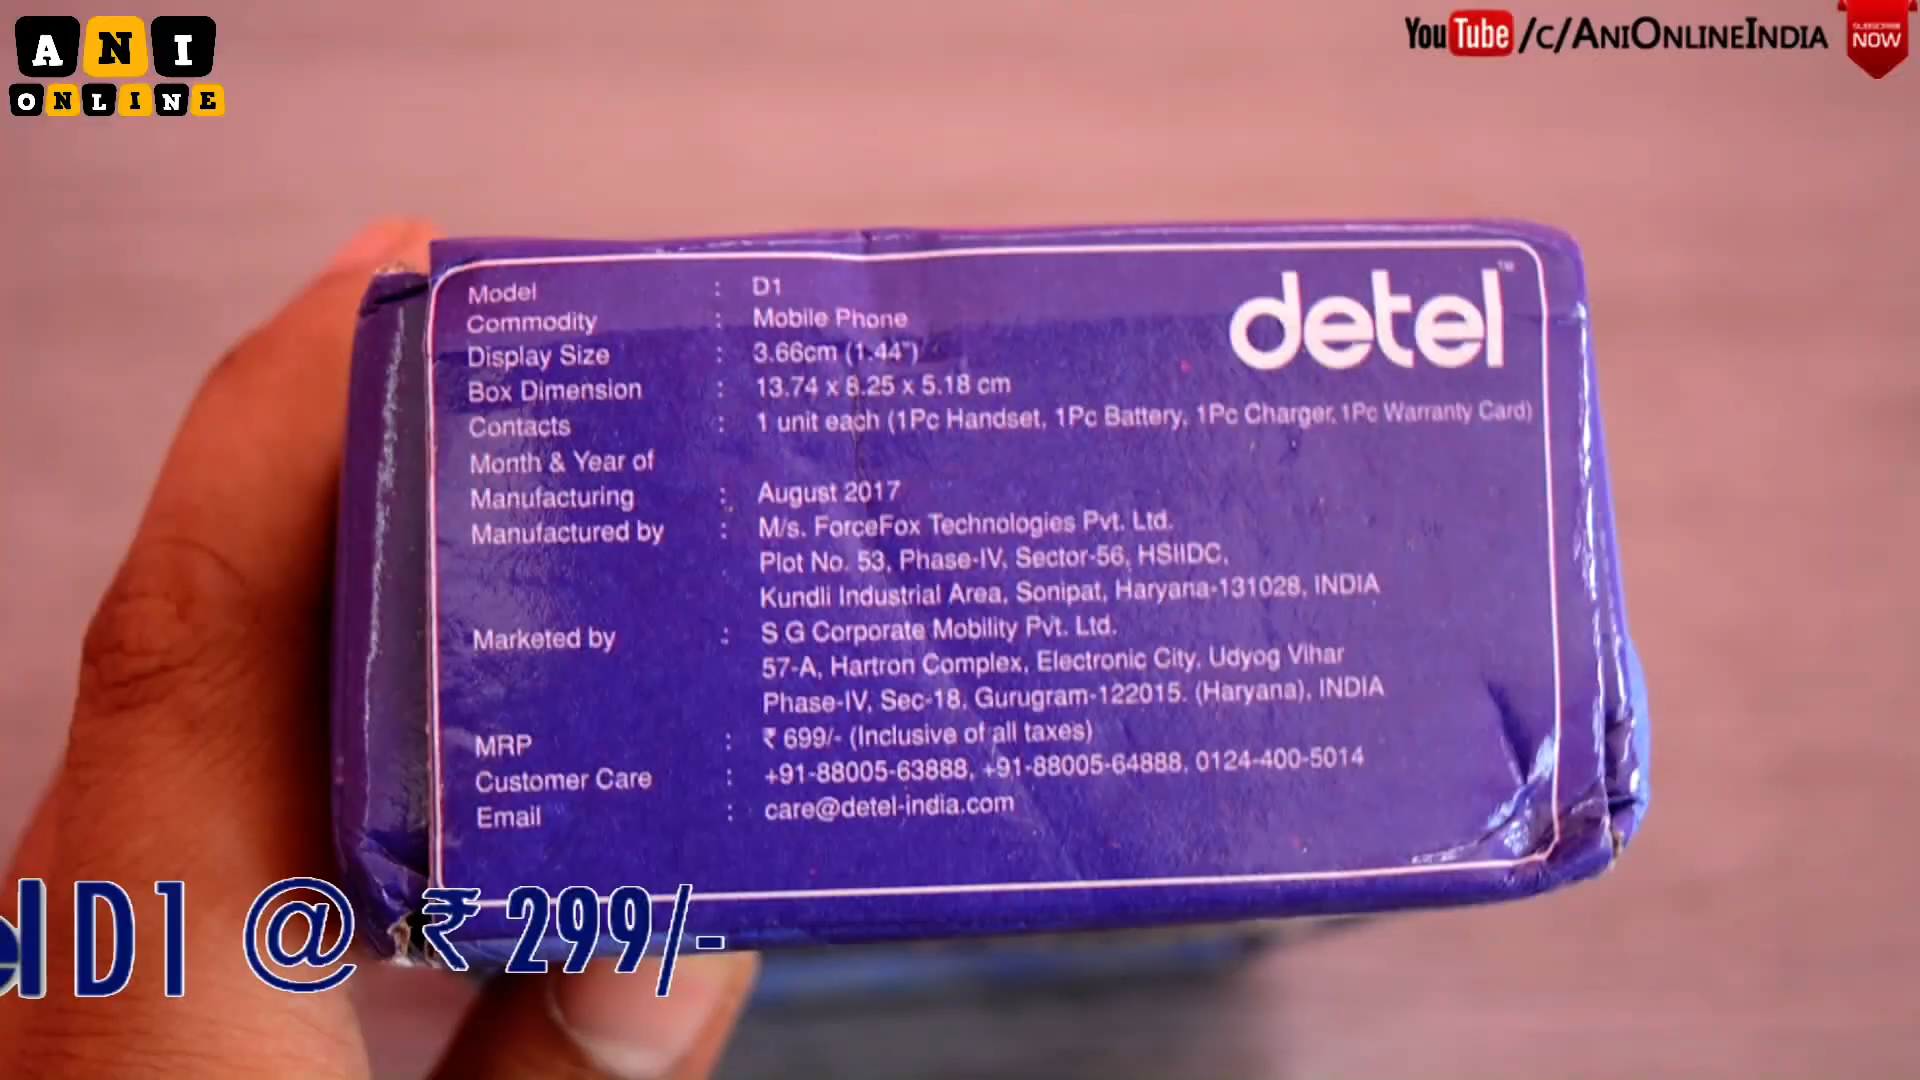 ANI
ONLINE
YouTube /c/AniOnlineIndia
SUBSCRIBE
NOW
detel™
Model : D1
Commodity : Mobile Phone
Display Size : 3.66cm (1.44")
Box Dimension : 13.74 x 8.25 x 5.18 cm
Contacts : 1 unit each (1Pc Handset, 1Pc Battery, 1Pc Charger, 1Pc Warranty Card)
Month & Year of
Manufacturing : August 2017
Manufactured by : M/s. ForceFox Technologies Pvt. Ltd.
Plot No. 53, Phase-IV, Sector-56, HSIIDC,
Kundli Industrial Area, Sonipat, Haryana-131028, INDIA
Marketed by : S G Corporate Mobility Pvt. Ltd.
57-A, Hartron Complex, Electronic City, Udyog Vihar
Phase-IV, Sec-18, Gurugram-122015. (Haryana), INDIA
MRP : ₹ 699/- (Inclusive of all taxes)
Customer Care : +91-88005-63888, +91-88005-64888, 0124-400-5014
Email : care@detel-india.com
D1 @ ₹ 299/-